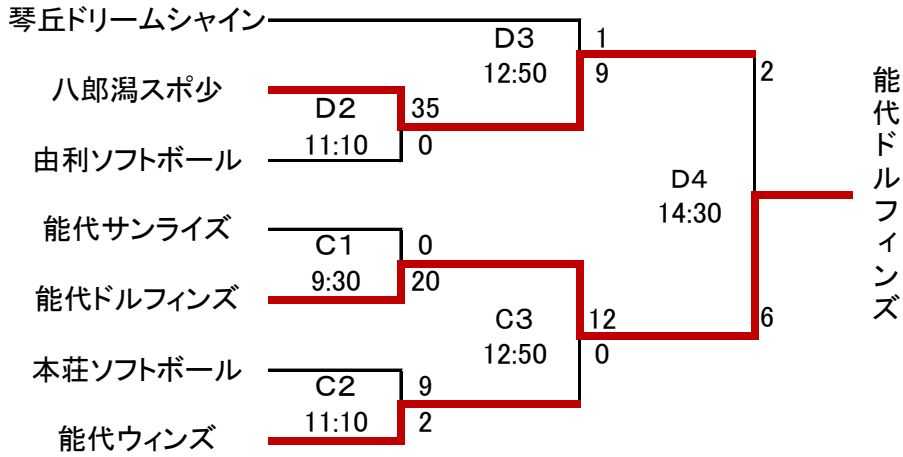 琴丘ドリームシャイン
D3
12:50
1
9
2
八郎潟スポ少
D2
11:10
35
0
由利ソフトボール
D4
14:30
能代ドルフィンズ
能代サンライズ
C1
9:30
0
20
能代ドルフィンズ
C3
12:50
12
0
6
本荘ソフトボール
C2
11:10
9
2
能代ウィンズ